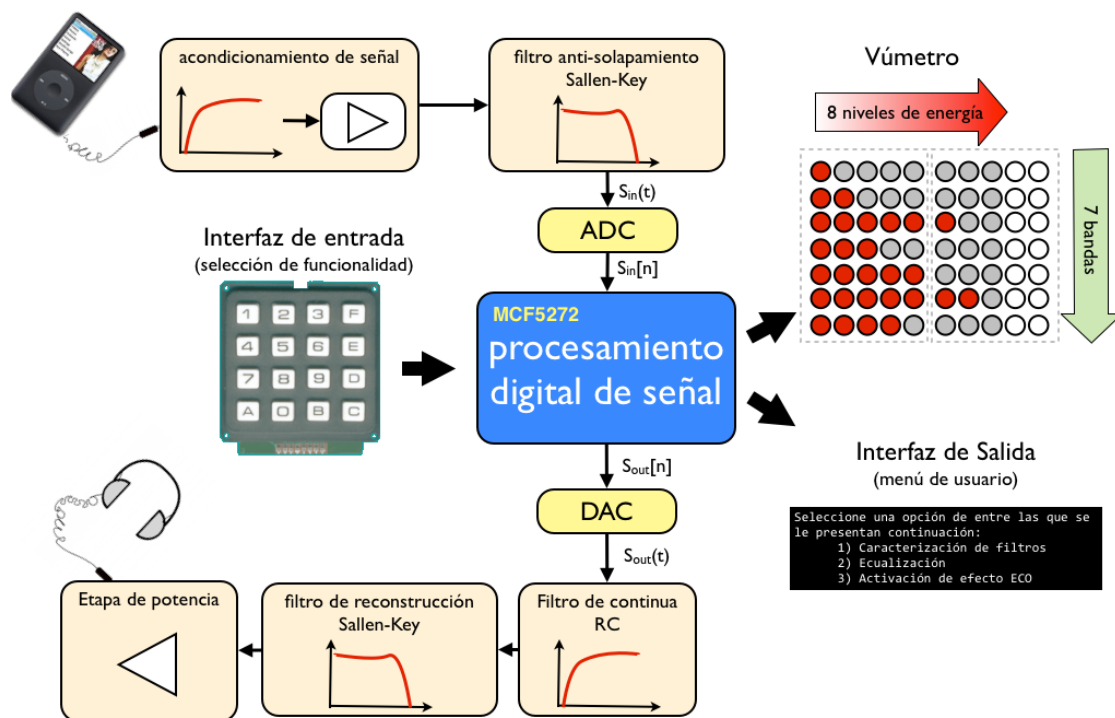 acondicionamiento de señal
filtro anti-solapamiento
Sallen-Key
Vúmetro
8 niveles de energía
7 bandas
Sin(t)
ADC
Sin[n]
Interfaz de entrada
(selección de funcionalidad)
1 2 3 F
4 5 6 E
7 8 9 D
A 0 B C
MCF5272
procesamiento
digital de señal
Sout[n]
DAC
Sout(t)
Interfaz de Salida
(menú de usuario)
Seleccione una opción de entre las que se
le presentan continuación:
1) Caracterización de filtros
2) Ecualización
3) Activación de efecto ECO
Etapa de potencia
filtro de reconstrucción
Sallen-Key
Filtro de continua
RC